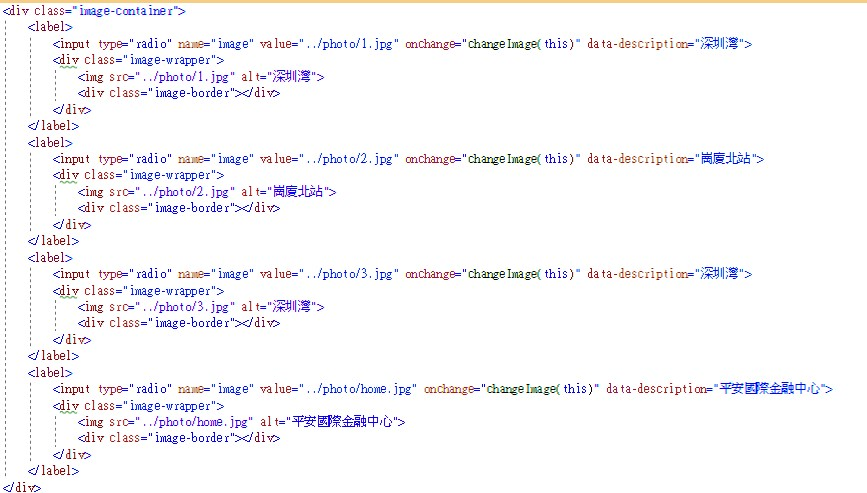 <div class="image-container">
<label>
<input type="radio" name="image" value="../photo/1.jpg" onchange="changeImage(this)" data-description="深圳灣">
<div class="image-wrapper">
<img src="../photo/1.jpg" alt="深圳灣">
<div class="image-border"></div>
</div>
</label>
<label>
<input type="radio" name="image" value="../photo/2.jpg" onchange="changeImage(this)" data-description="崗廈北站">
<div class="image-wrapper">
<img src="../photo/2.jpg" alt="崗廈北站">
<div class="image-border"></div>
</div>
</label>
<label>
<input type="radio" name="image" value="../photo/3.jpg" onchange="changeImage(this)" data-description="深圳灣">
<div class="image-wrapper">
<img src="../photo/3.jpg" alt="深圳灣">
<div class="image-border"></div>
</div>
</label>
<label>
<input type="radio" name="image" value="../photo/home.jpg" onchange="changeImage(this)" data-description="平安國際金融中心">
<div class="image-wrapper">
<img src="../photo/home.jpg" alt="平安國際金融中心">
<div class="image-border"></div>
</div>
</label>
</div>